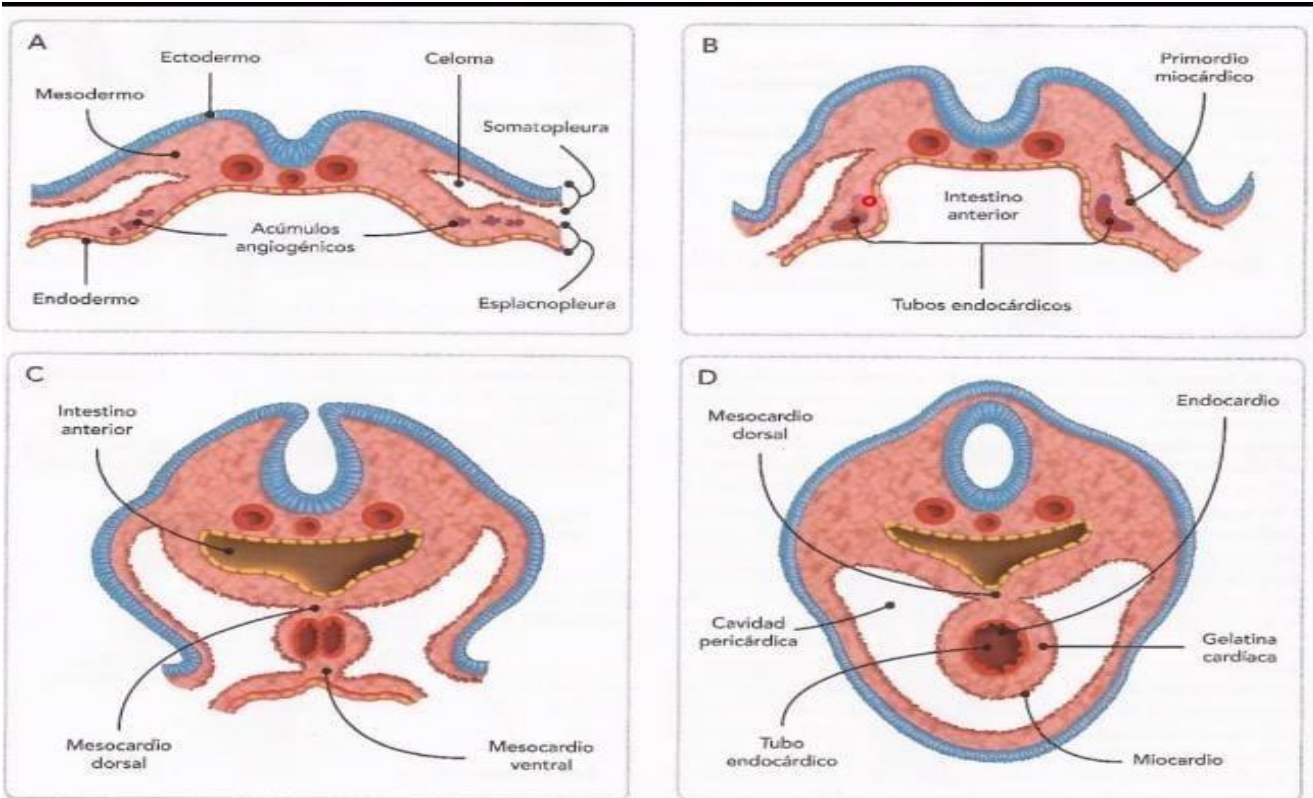 A
Ectodermo
Celoma
Mesodermo
Somatopleura
Acúmulos
angiogénicos
Endodermo
Esplacnopleura
B
Primordio
miocárdico
Intestino
anterior
Tubos endocárdicos
C
Intestino
anterior
Mesocardio
dorsal
Mesocardio
ventral
D
Mesocardio
dorsal
Endocardio
Cavidad
pericárdica
Gelatina
cardíaca
Tubo
endocárdico
Miocardio